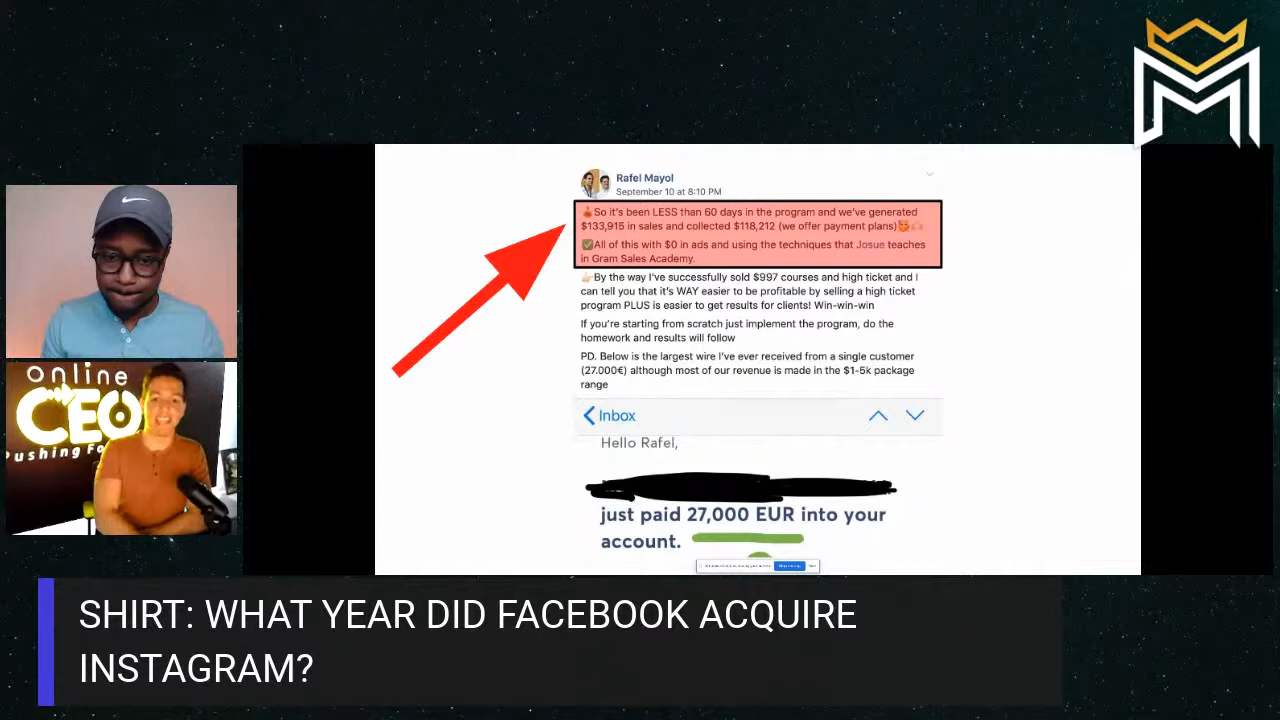 Rafel Mayol
September 10 at 8:10 PM
So it's been LESS than 60 days in the program and we've generated
$133,915 in sales and collected $118,212 (we offer payment plans)
All of this with $0 in ads and using the techniques that Josue teaches
in Gram Sales Academy.
By the way I've successfully sold $997 courses and high ticket and I
can tell you that it's WAY easier to be profitable by selling a high ticket
program PLUS is easier to get results for clients! Win-win-win
If you're starting from scratch just implement the program, do the
homework and results will follow
PD. Below is the largest wire I've ever received from a single customer
(27.000€) although most of our revenue is made in the $1-5k package
range
Inbox
Hello Rafel,
just paid 27,000 EUR into your
account.
online
CEO
Pushing Fo
SHIRT: WHAT YEAR DID FACEBOOK ACQUIRE
INSTAGRAM?